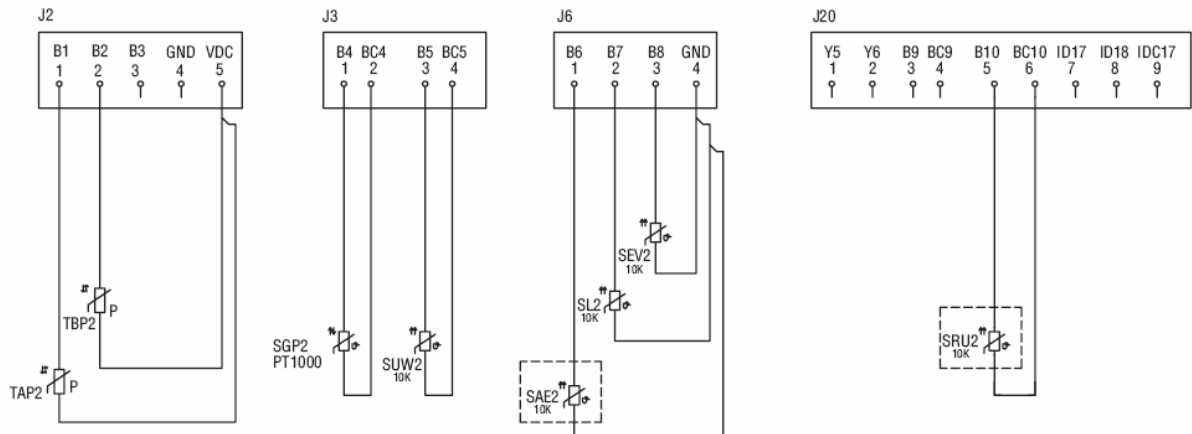 J2
B1 B2 B3 GND VDC
1 2 3 4 5
TBP2 P
TAP2 P
J3
B4 BC4 B5 BC5
1 2 3 4
SGP2
PT1000
SUW2
10K
J6
B6 B7 B8 GND
1 2 3 4
SEV2
10K
SL2
10K
SAE2
10K
J20
Y5 Y6 B9 BC9 B10 BC10 ID17 ID18 IDC17
1 2 3 4 5 6 7 8 9
SRU2
10K